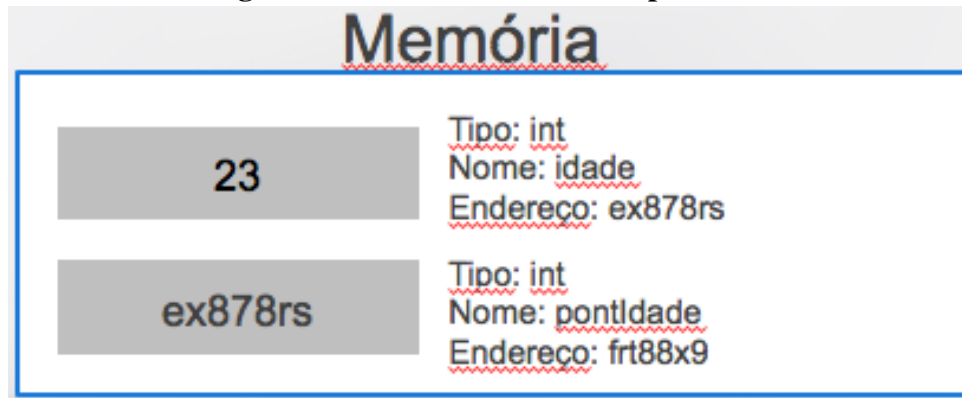 Memória
23
Tipo: int
Nome: idade
Endereço: ex878rs
ex878rs
Tipo: int
Nome: pontIdade
Endereço: frt88x9